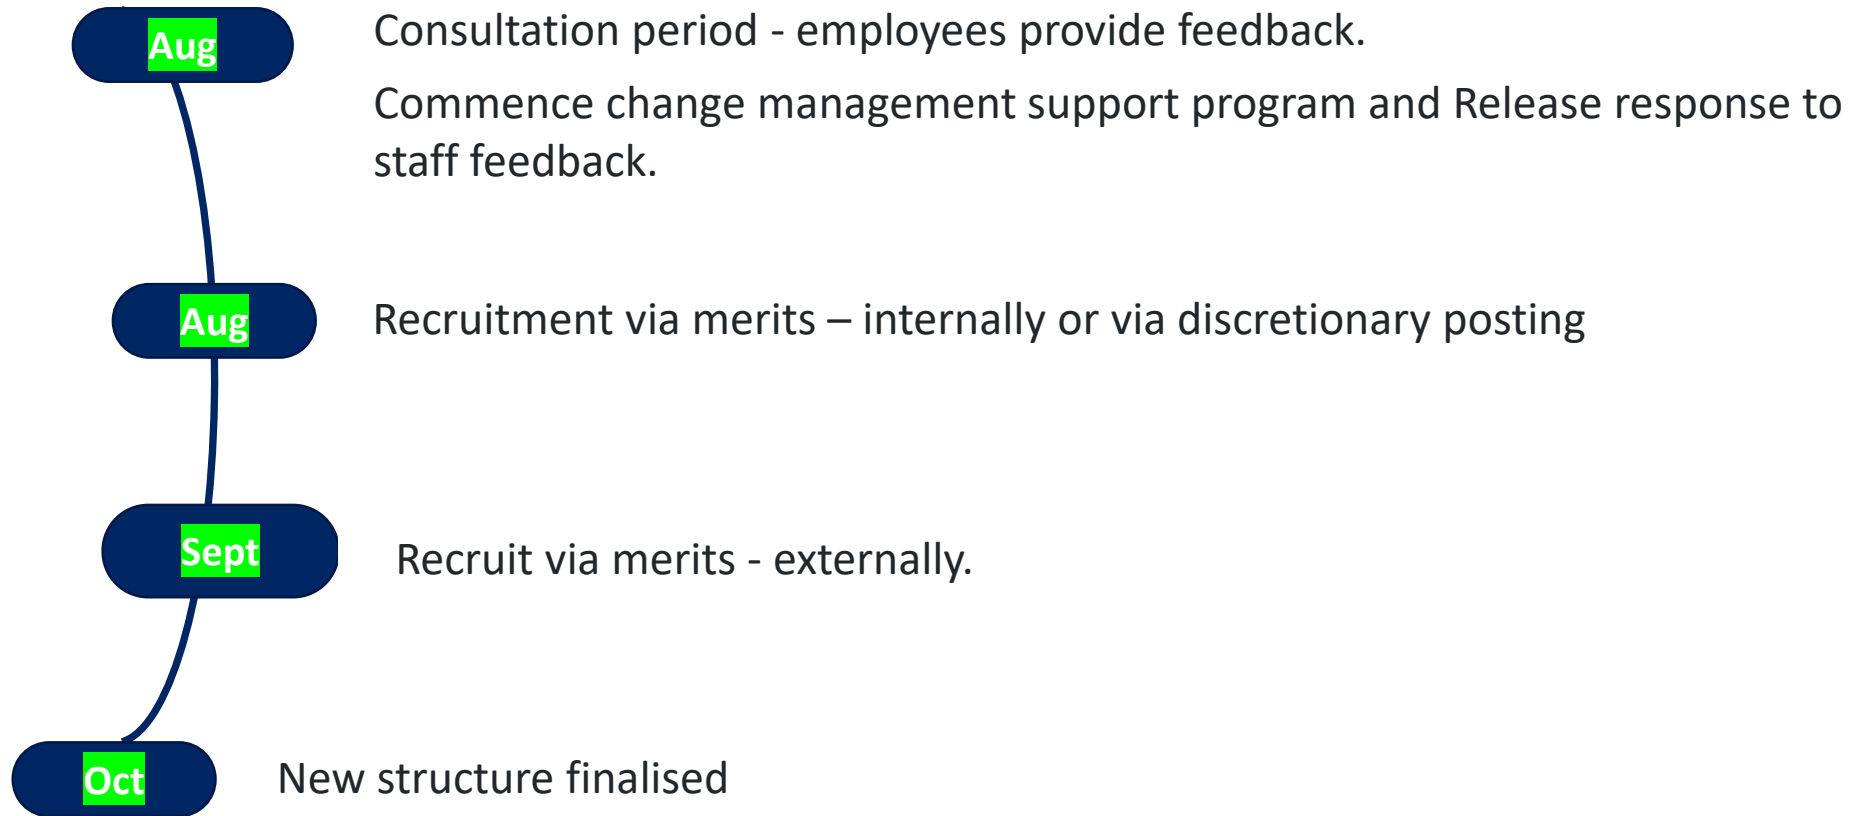 Aug
Consultation period - employees provide feedback.
Commence change management support program and Release response to
staff feedback.
Aug
Recruitment via merits – internally or via discretionary posting
Sept
Recruit via merits - externally.
Oct
New structure finalised